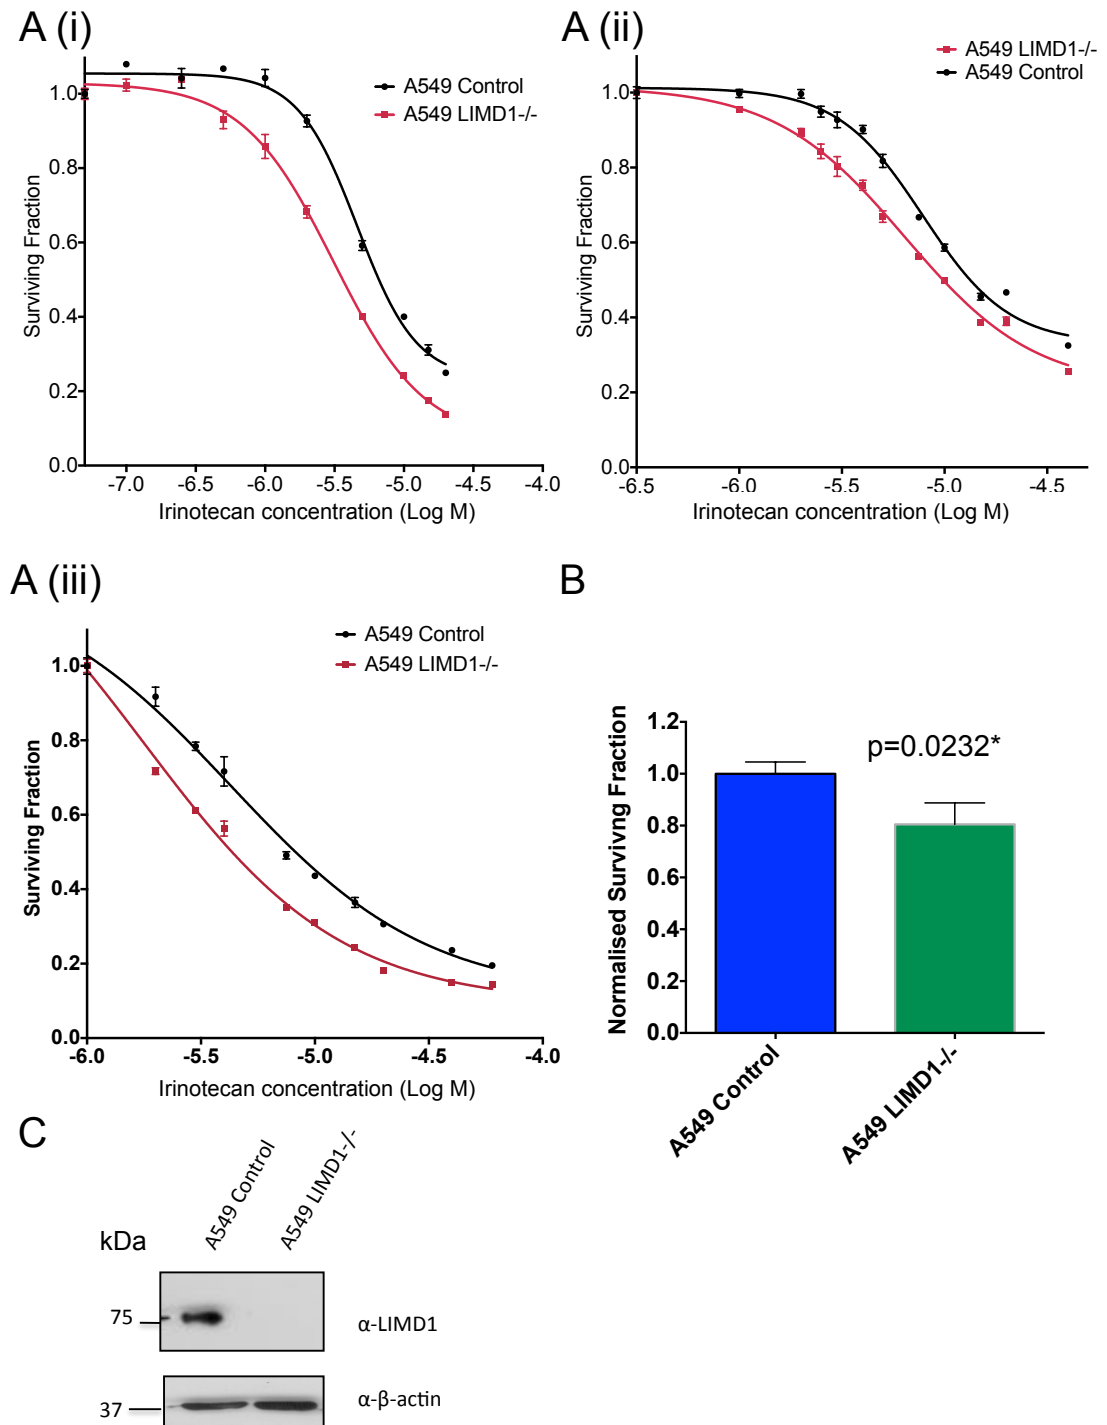 A (i)
A549 Control
A549 LIMD1-/-
Surviving Fraction
1.0
0.8
0.6
0.4
0.2
0.0
-7.0 -6.5 -6.0 -5.5 -5.0 -4.5 -4.0
Irinotecan concentration (Log M)
A (ii)
A549 LIMD1-/-
A549 Control
Surviving Fraction
1.0
0.8
0.6
0.4
0.2
0.0
-6.5 -6.0 -5.5 -5.0 -4.5
Irinotecan concentration (Log M)
A (iii)
A549 Control
A549 LIMD1-/-
Surviving Fraction
1.0
0.8
0.6
0.4
0.2
0.0
-6.0 -5.5 -5.0 -4.5 -4.0
Irinotecan concentration (Log M)
B
Normalised Survivng Fraction
1.2
1.0
0.8
0.6
0.4
0.2
0.0
p=0.0232*
A549 Control
A549 LIMD1-/-
C
A549 Control
A549 LIMD1-/-
kDa
75
α-LIMD1
37
α-β-actin